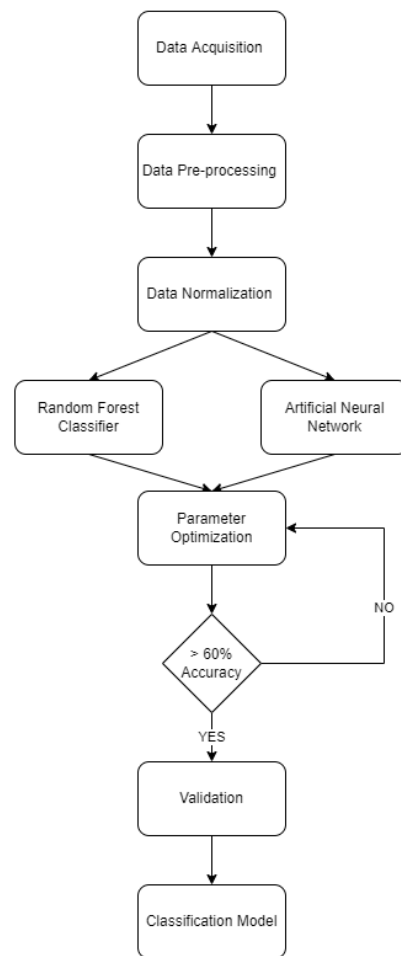 Data Acquisition
Data Pre-processing
Data Normalization
Random Forest
Classifier
Artificial Neural
Network
Parameter
Optimization
NO
> 60%
Accuracy
YES
Validation
Classification Model